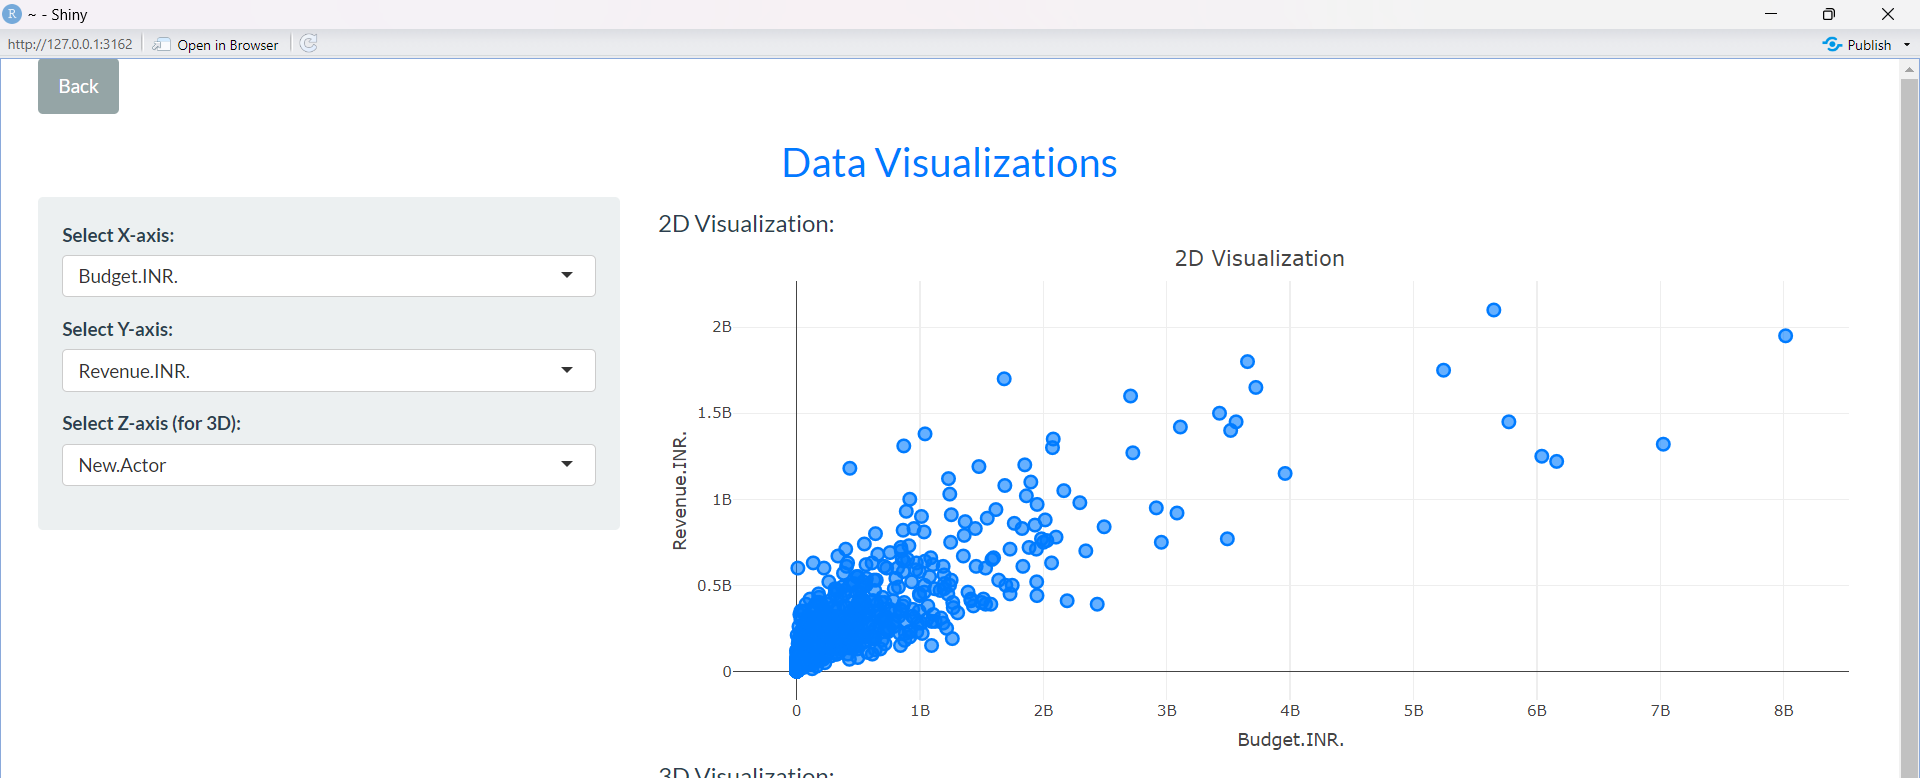 R ~ - Shiny
http://127.0.0.1:3162 Open in Browser Publish
Back
Data Visualizations
Select X-axis:
Budget.INR.
Select Y-axis:
Revenue.INR.
Select Z-axis (for 3D):
New.Actor
2D Visualization:
2D Visualization
2B
1.5B
1B
0.5B
0
Revenue.INR.
0 1B 2B 3B 4B 5B 6B 7B 8B
Budget.INR.
3D Visualization: